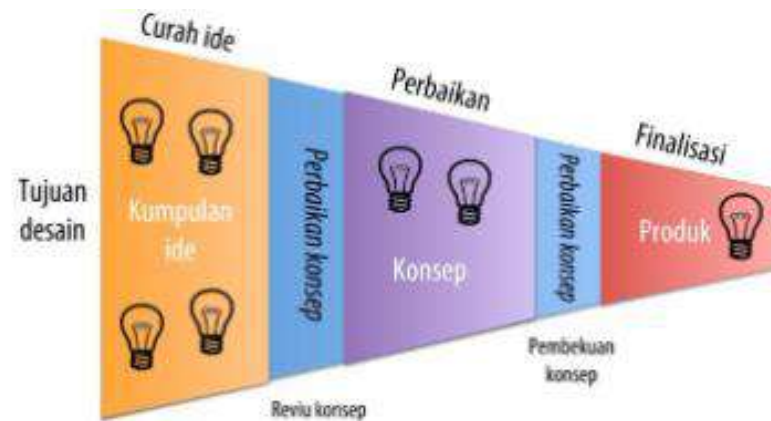 Curah ide
Perbaikan
Finalisasi
Tujuan
desain
Kumpulan
ide
Perbaikan konsep
Konsep
Perbaikan konsep
Produk
Reviu konsep
Pembekuan
konsep